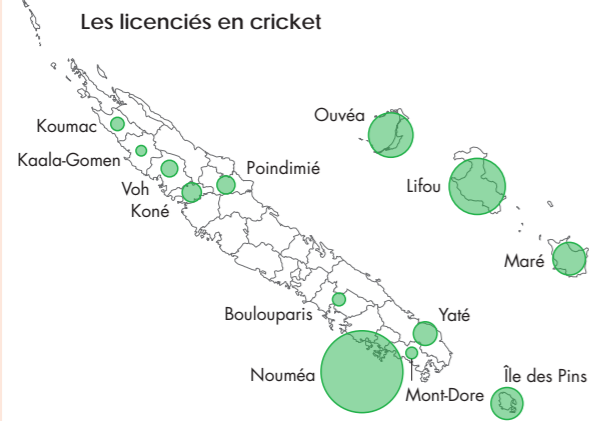 Les licenciés en cricket
Ouvéa
Koumac
Kaala-Gomen
Poindimié
Voh
Lifou
Koné
Maré
Boulouparis
Yaté
Nouméa
Île des Pins
Mont-Dore